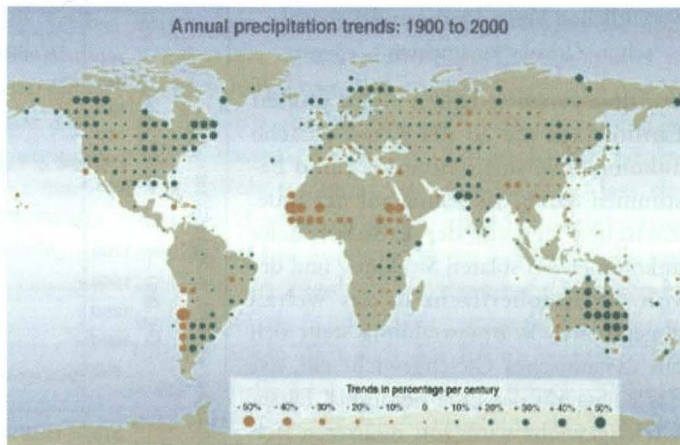 Annual precipitation trends: 1900 to 2000
Trends in percentage per century
- 50% - 40% - 30% - 20% - 10% 0 + 10% + 20% + 30% + 40% + 50%